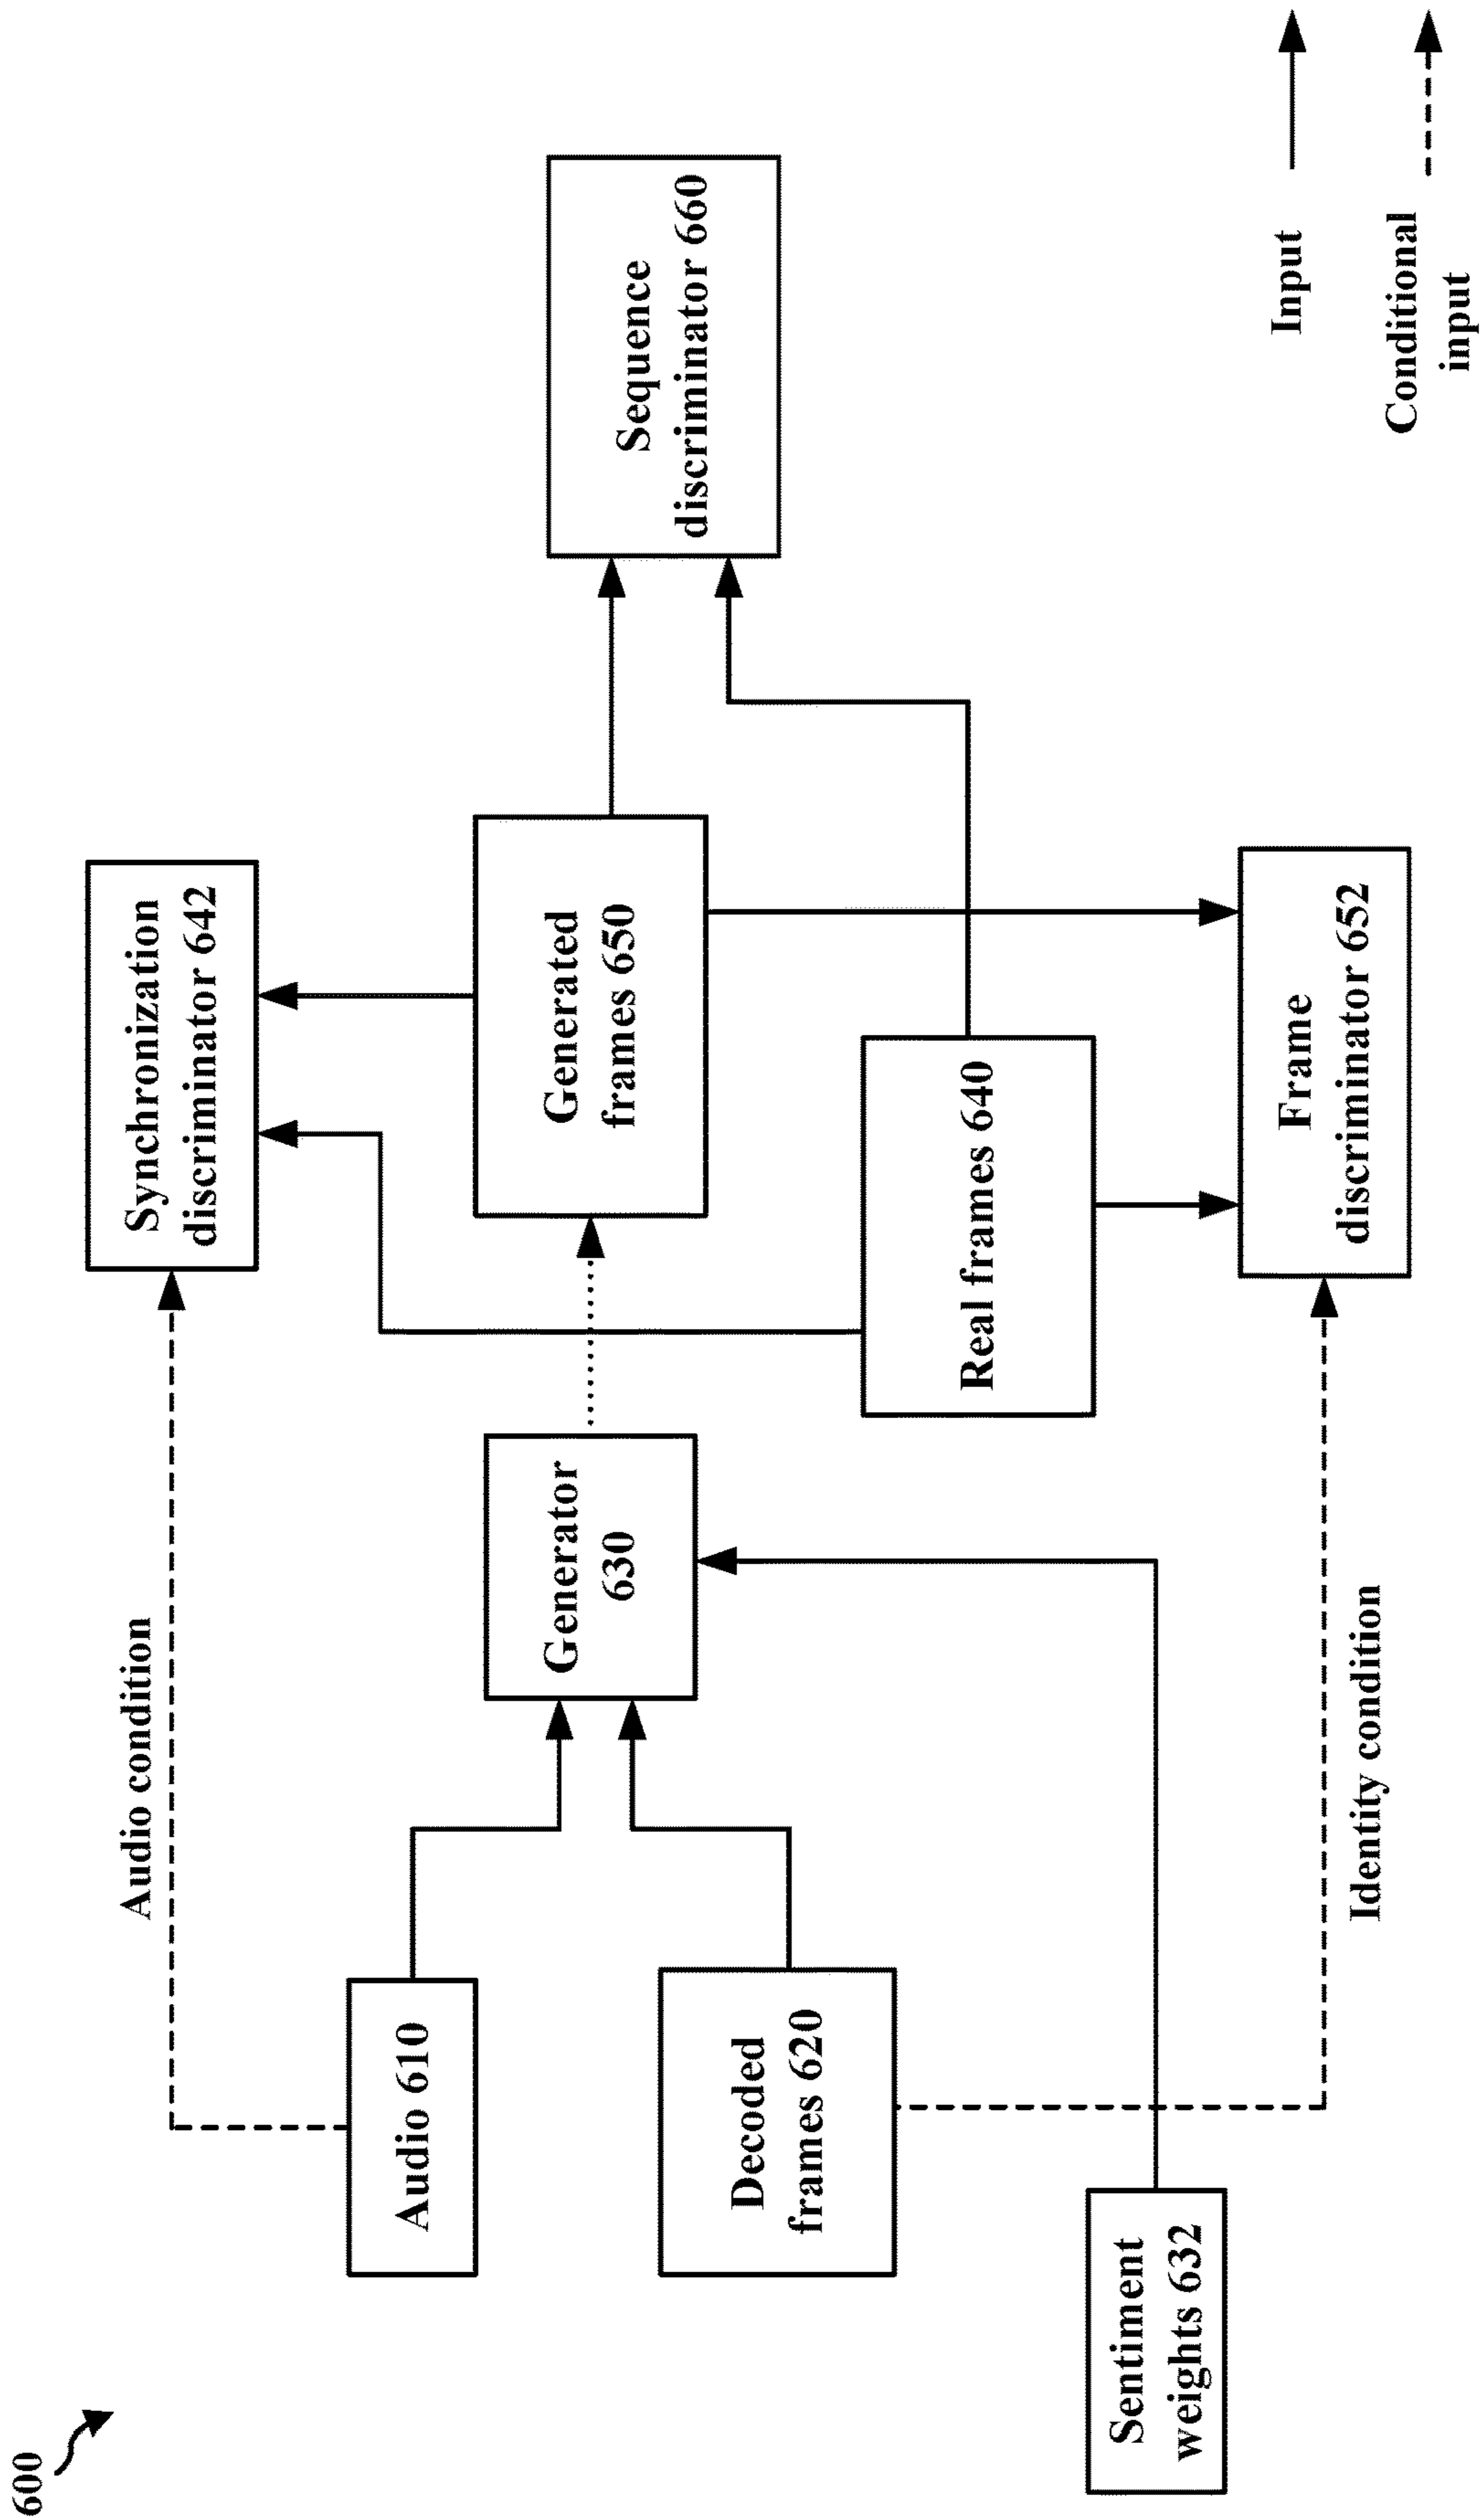 600
Audio condition
Synchronization
discriminator 642
Audio 610
Generator
630
Generated
frames 650
Sequence
discriminator 660
Decoded
frames 620
Real frames 640
Sentiment
weights 632
Identity condition
Frame
discriminator 652
Input
Conditional
input